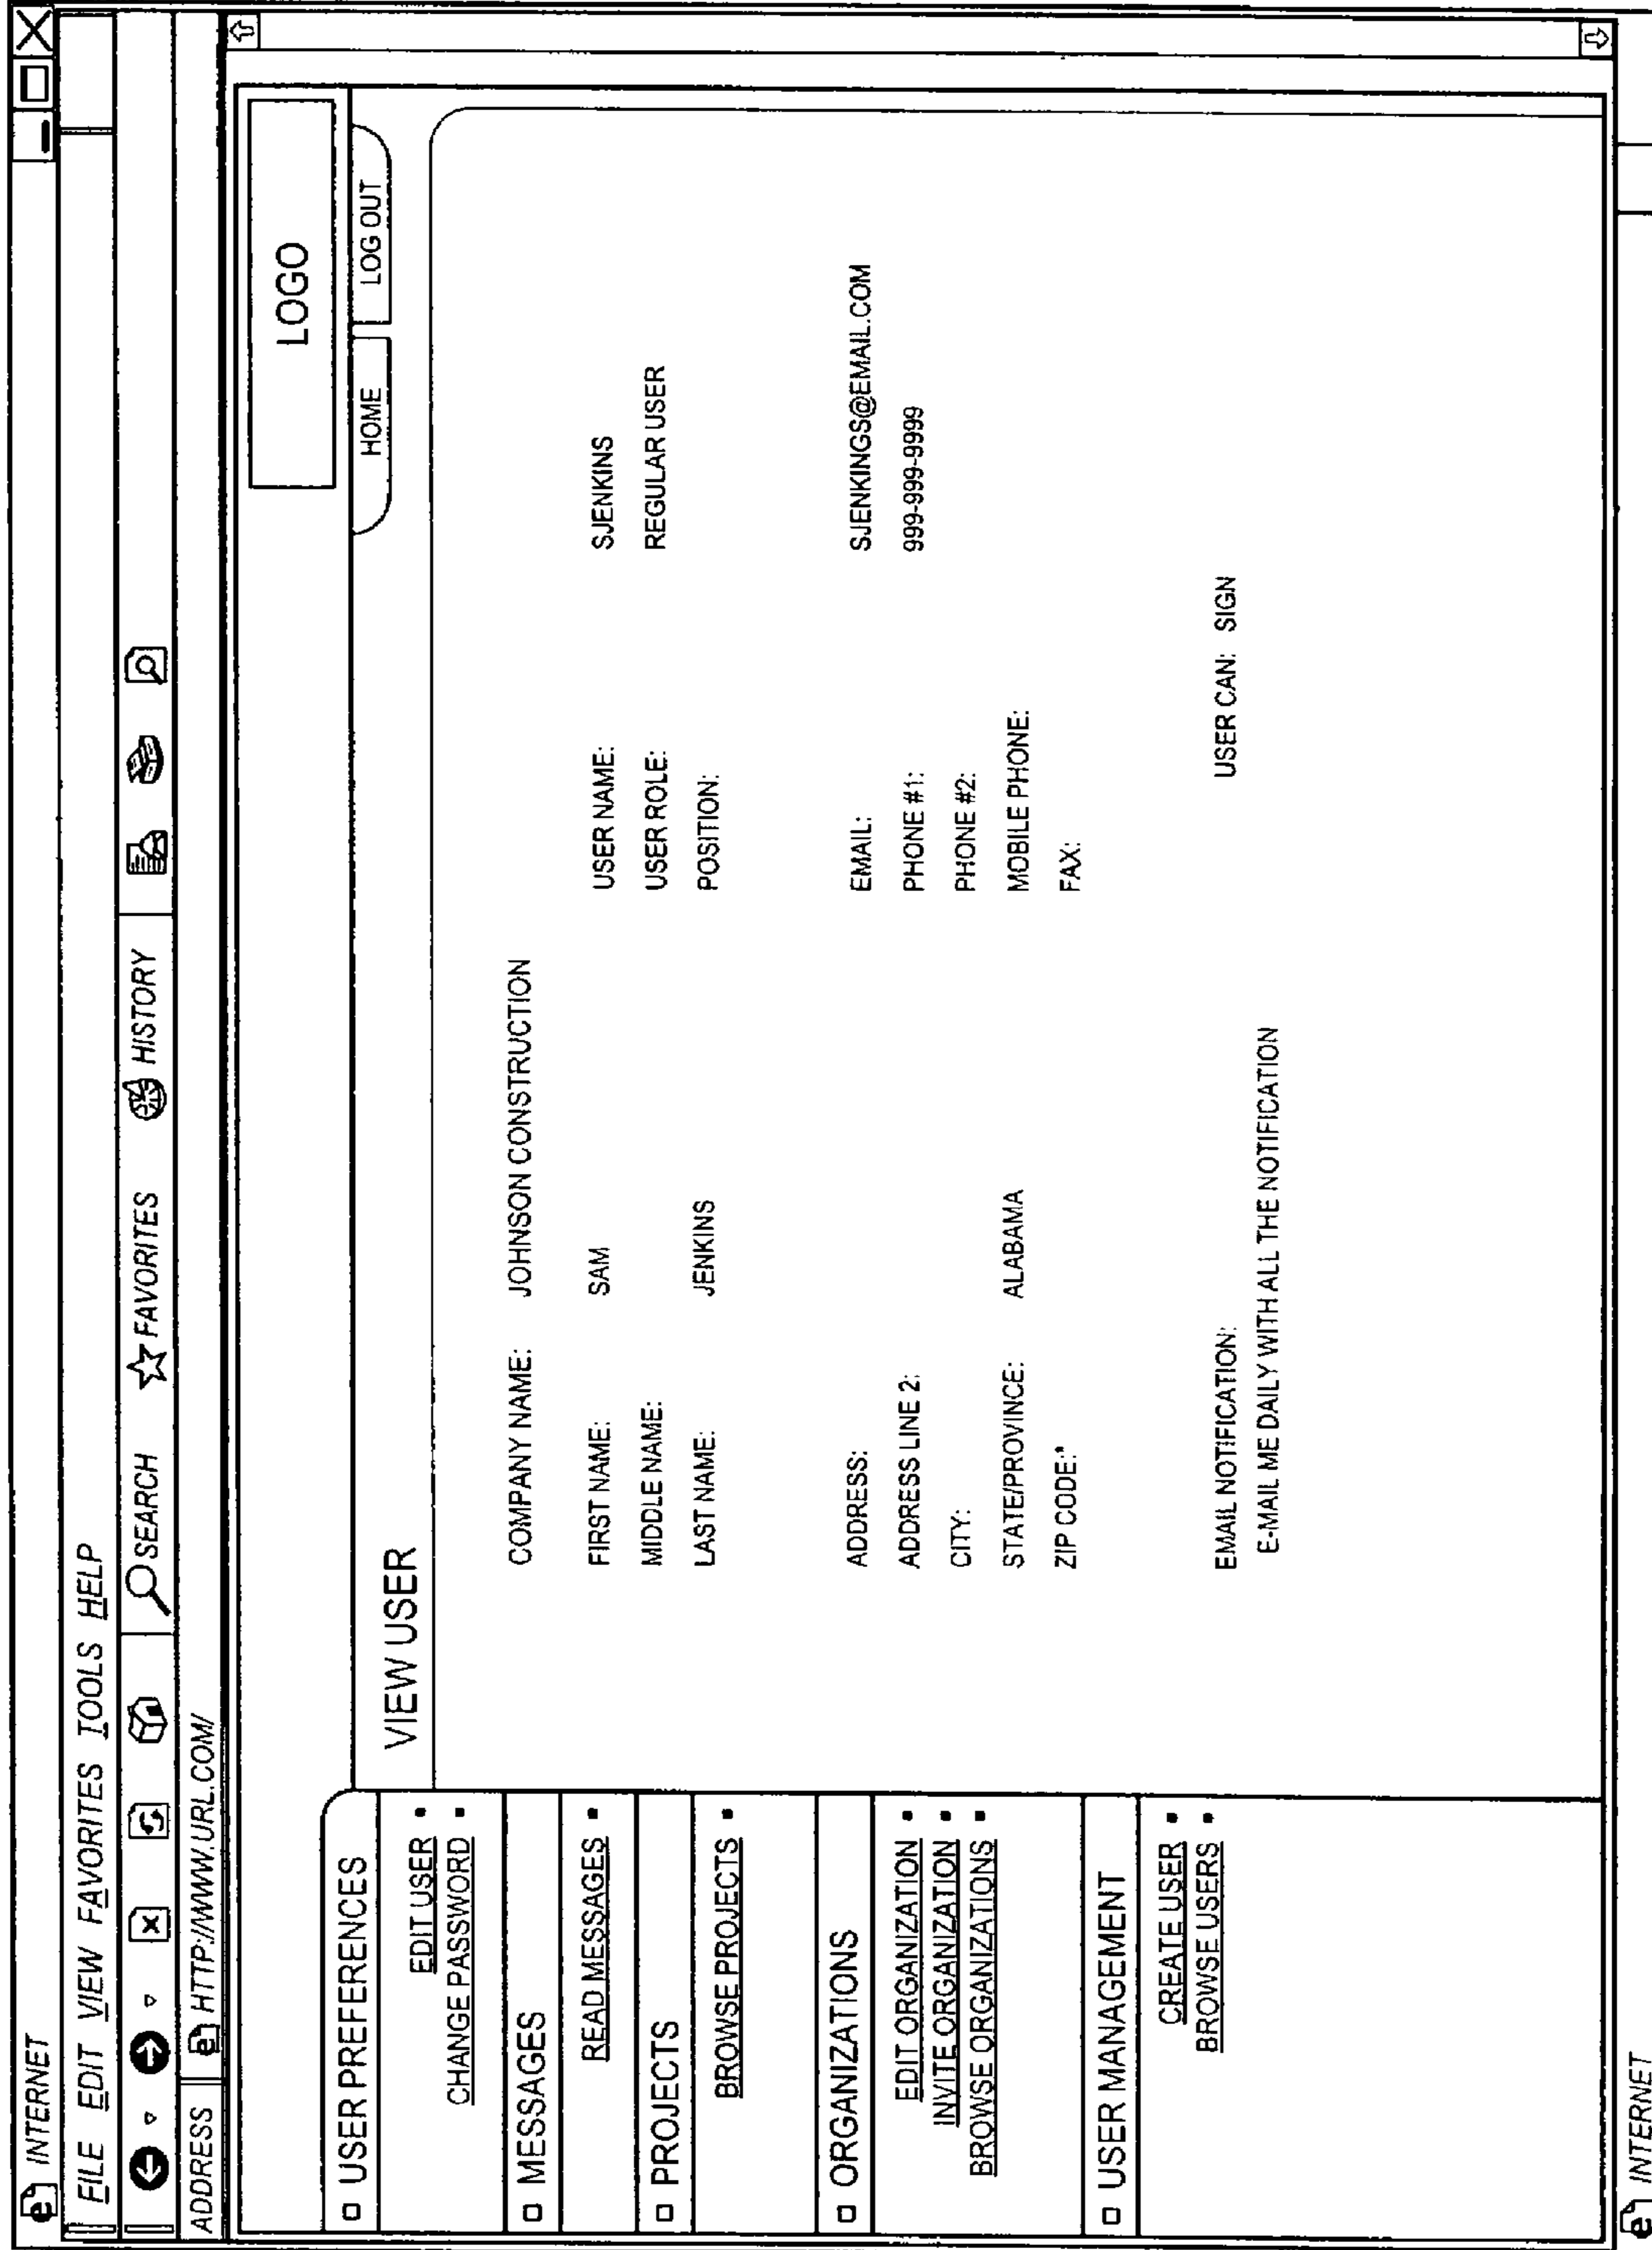 INTERNET
FILE EDIT VIEW FAVORITES TOOLS HELP
SEARCH FAVORITES HISTORY
ADDRESS HTTP://WWW.URL.COM/
LOGO
HOME LOG OUT
USER PREFERENCES
EDIT USER
CHANGE PASSWORD
MESSAGES
READ MESSAGES
PROJECTS
BROWSE PROJECTS
ORGANIZATIONS
EDIT ORGANIZATION
INVITE ORGANIZATION
BROWSE ORGANIZATIONS
USER MANAGEMENT
CREATE USER
BROWSE USERS
VIEW USER
COMPANY NAME: JOHNSON CONSTRUCTION
FIRST NAME: SAM USER NAME: SJENKINS
MIDDLE NAME: USER ROLE: REGULAR USER
LAST NAME: JENKINS POSITION:
ADDRESS: EMAIL: SJENKINGS@EMAIL.COM
ADDRESS LINE 2: PHONE #1: 999-999-9999
CITY: PHONE #2:
STATE/PROVINCE: ALABAMA MOBILE PHONE:
ZIP CODE:* FAX:
EMAIL NOTIFICATION: USER CAN: SIGN
E-MAIL ME DAILY WITH ALL THE NOTIFICATION
INTERNET